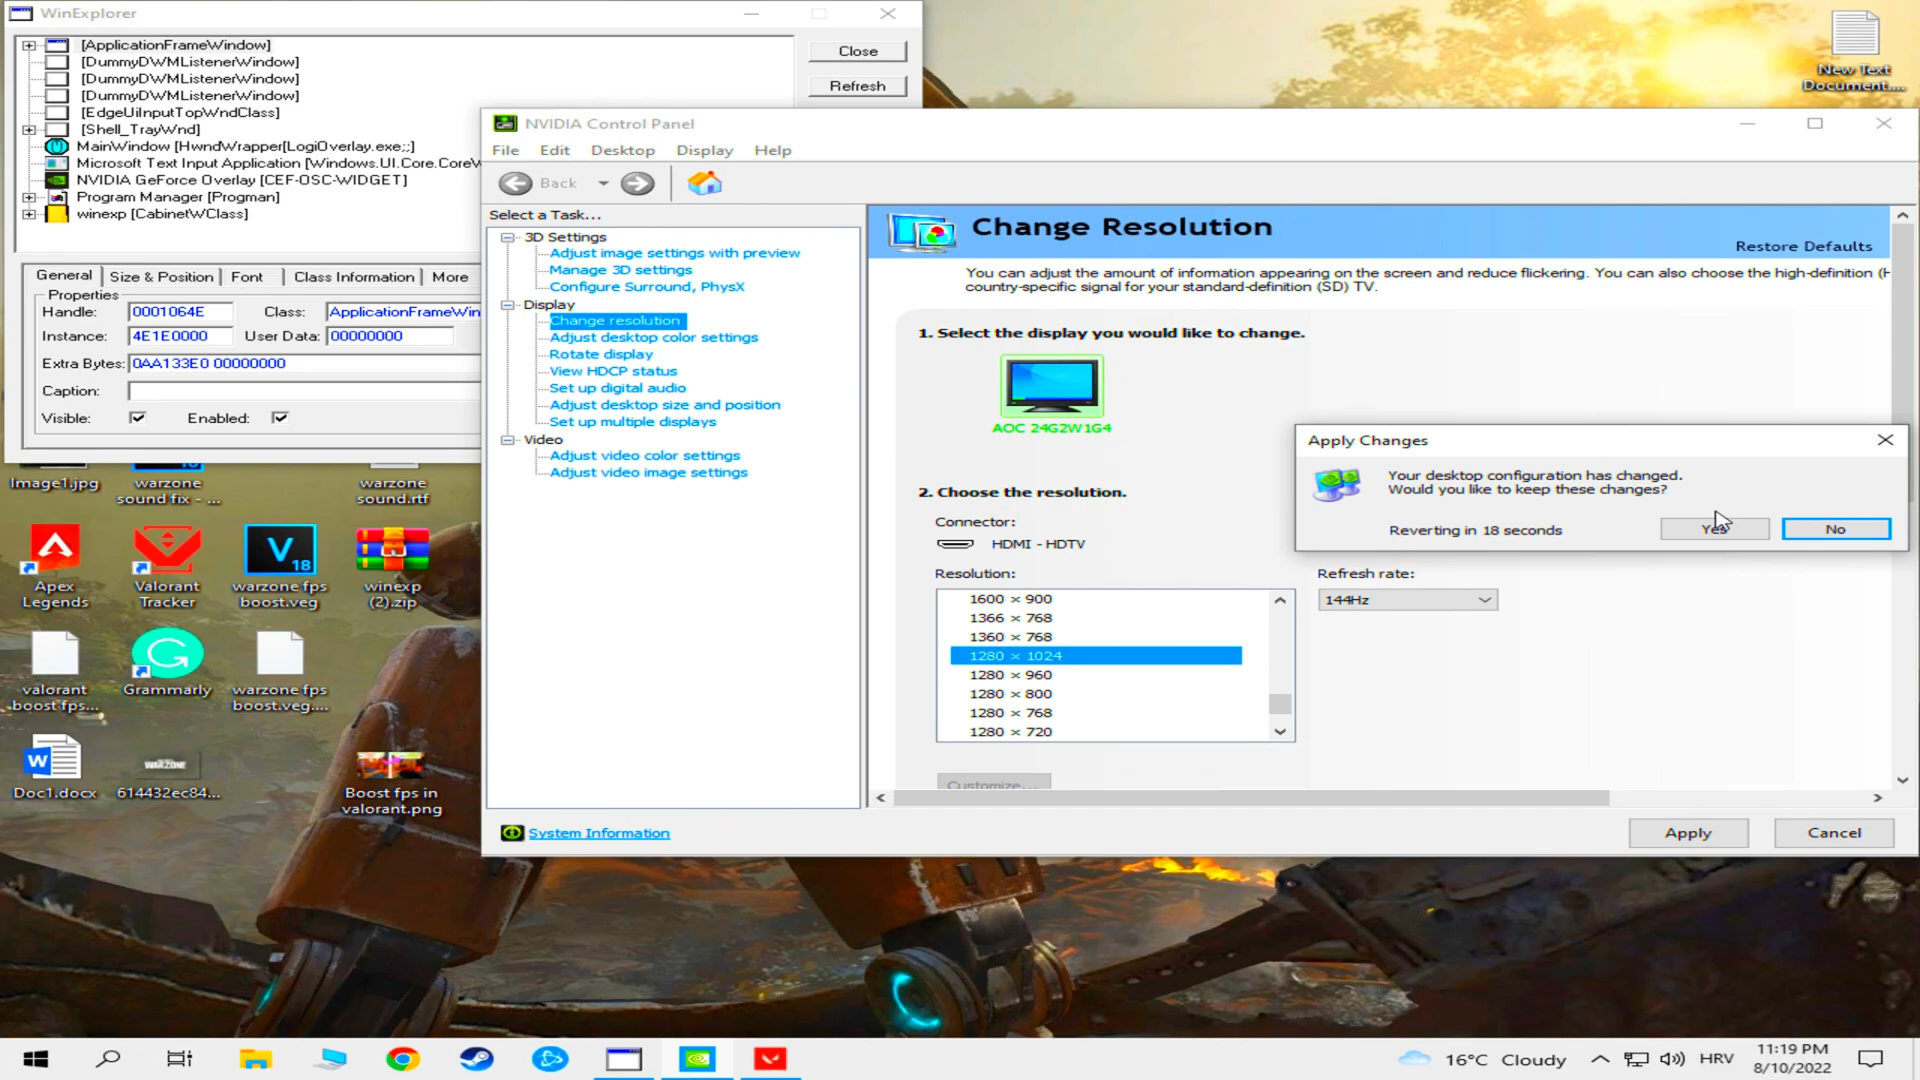 WinExplorer
[ApplicationFrameWindow]
[DummyDWMListenerWindow]
[DummyDWMListenerWindow]
[DummyDWMListenerWindow]
[EdgeUiInputTopWndClass]
[Shell_TrayWnd]
MainWindow [HwndWrapper[LogiOverlay.exe;;]
Microsoft Text Input Application [Windows.UI.Core.CoreW
NVIDIA GeForce Overlay [CEF-OSC-WIDGET]
Program Manager [Progman]
winexp [CabinetWClass]
Close
Refresh
General
Size & Position
Font
Class Information
More
Properties
Handle: 0001064E Class: ApplicationFrameWin
Instance: 4E1E0000 User Data: 00000000
Extra Bytes: 0AA133E0 00000000
Caption:
Visible: Enabled:
New Text
Document....
NVIDIA Control Panel
File Edit Desktop Display Help
Back
Select a Task...
3D Settings
Adjust image settings with preview
Manage 3D settings
Configure Surround, PhysX
Display
Change resolution
Adjust desktop color settings
Rotate display
View HDCP status
Set up digital audio
Adjust desktop size and position
Set up multiple displays
Video
Adjust video color settings
Adjust video image settings
System Information
Change Resolution
Restore Defaults
You can adjust the amount of information appearing on the screen and reduce flickering. You can also choose the high-definition (H
country-specific signal for your standard-definition (SD) TV.
1. Select the display you would like to change.
AOC 24G2W1G4
2. Choose the resolution.
Connector:
HDMI - HDTV
Resolution:
1600 × 900
1366 × 768
1360 × 768
1280 × 1024
1280 × 960
1280 × 800
1280 × 768
1280 × 720
Refresh rate:
144Hz
Customize...
Apply
Cancel
Apply Changes
Your desktop configuration has changed.
Would you like to keep these changes?
Reverting in 18 seconds
Yes
No
Image1.jpg
warzone
sound fix - ...
warzone
sound.rtf
Apex
Legends
Valorant
Tracker
V
18
warzone fps
boost.veg
winexp
(2).zip
valorant
boost fps...
Grammarly
warzone fps
boost.veg....
W
Doc1.docx
WARZONE
614432ec84...
Boost fps in
valorant.png
16°C Cloudy
HRV
11:19 PM
8/10/2022